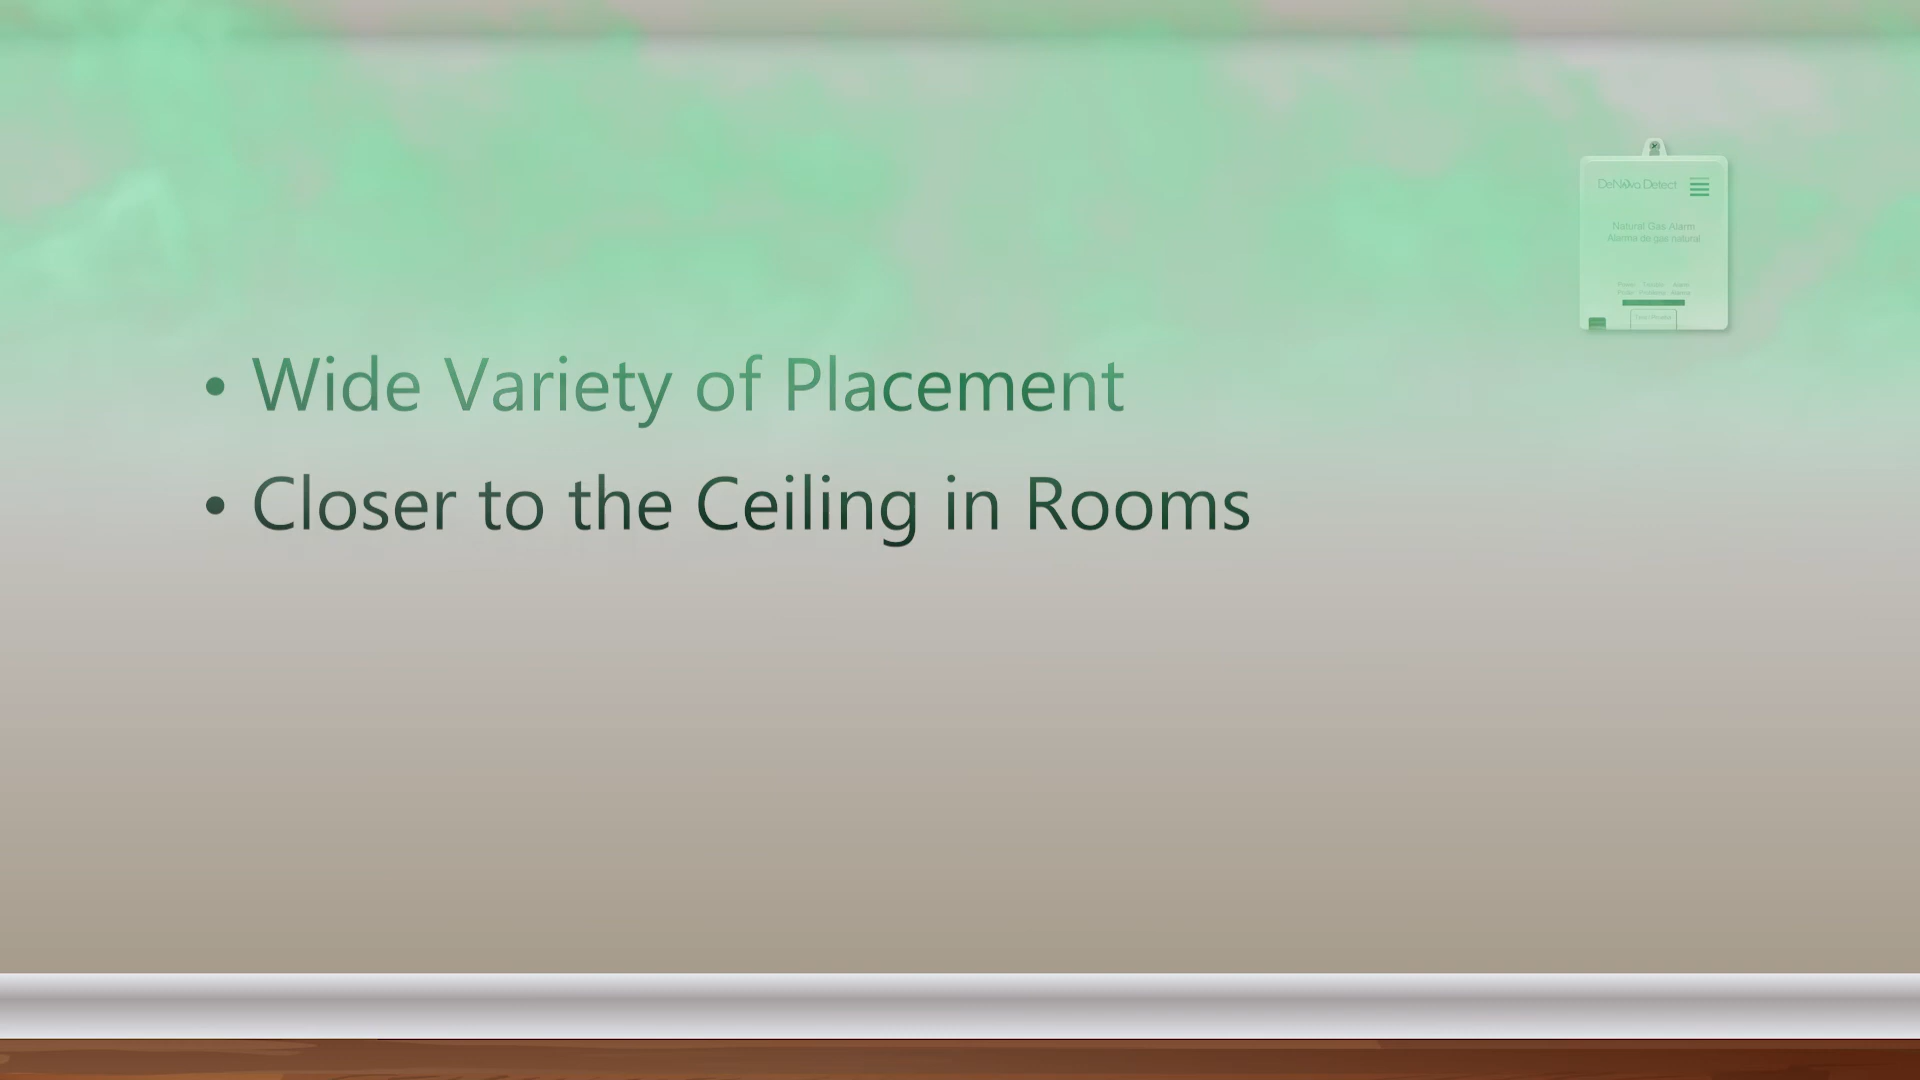 DeNova Detect
Natural Gas Alarm
Alarma de gas natural
• Wide Variety of Placement
• Closer to the Ceiling in Rooms